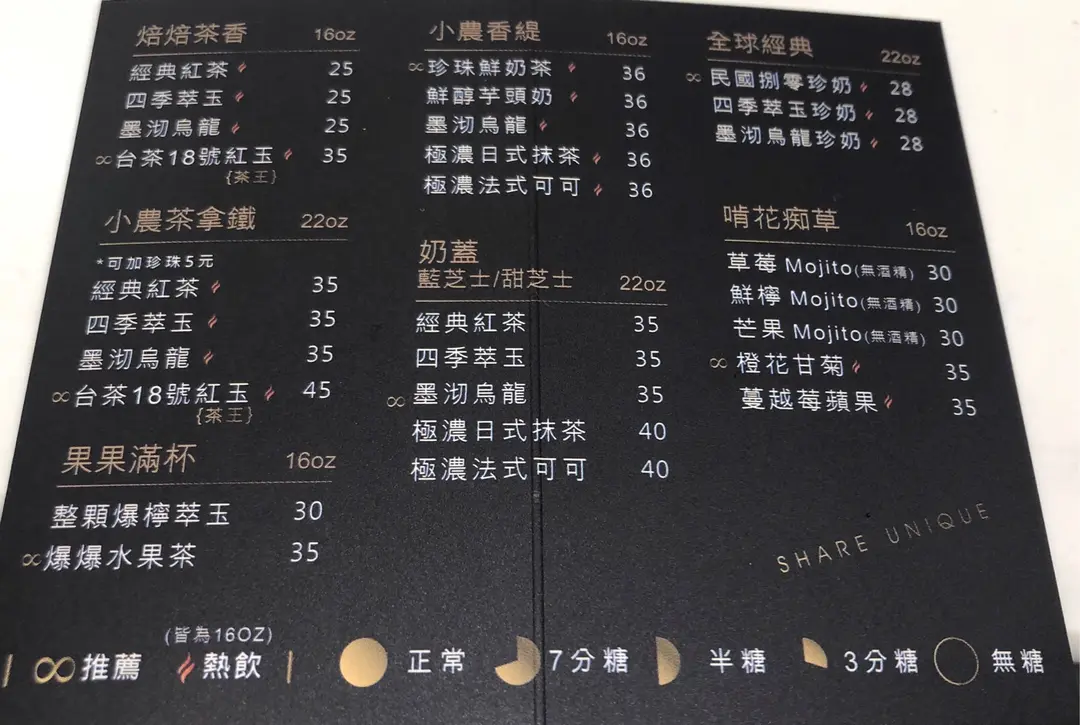 焙焙茶香 16oz
經典紅茶 25
四季萃玉 25
墨沏烏龍 25
∞台茶18號紅玉 35
{茶王}
小農茶拿鐵 22oz
*可加珍珠5元
經典紅茶 35
四季萃玉 35
墨沏烏龍 35
∞台茶18號紅玉 45
{茶王}
果果滿杯 16oz
整顆爆檸萃玉 30
∞爆爆水果茶 35
小農香緹 16oz
∞珍珠鮮奶茶 36
鮮醇芋頭奶 36
墨沏烏龍 36
極濃日式抹茶 36
極濃法式可可 36
奶蓋
藍芝士/甜芝士 22oz
經典紅茶 35
四季萃玉 35
∞墨沏烏龍 35
極濃日式抹茶 40
極濃法式可可 40
全球經典 22oz
∞民國捌零珍奶 28
四季萃玉珍奶 28
墨沏烏龍珍奶 28
啃花痴草 16oz
草莓 Mojito(無酒精) 30
鮮檸 Mojito(無酒精) 30
芒果 Mojito(無酒精) 30
∞橙花甘菊 35
蔓越莓蘋果 35
SHARE UNIQUE
(皆為16OZ)
| ∞推薦 熱飲 | 正常 7分糖 半糖 3分糖 無糖